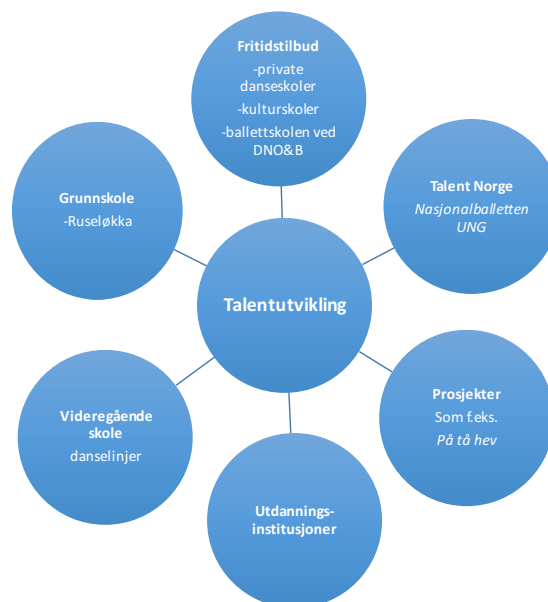 Fritidstilbud
-private
danseskoler
-kulturskoler
-ballettskolen ved
DNO&B
Talent Norge
Nasjonalballetten
UNG
Grunnskole
-Ruseløkka
Talentutvikling
Prosjekter
Som f.eks.
På tå hev
Videregående
skole
danselinjer
Utdannings-
institusjoner